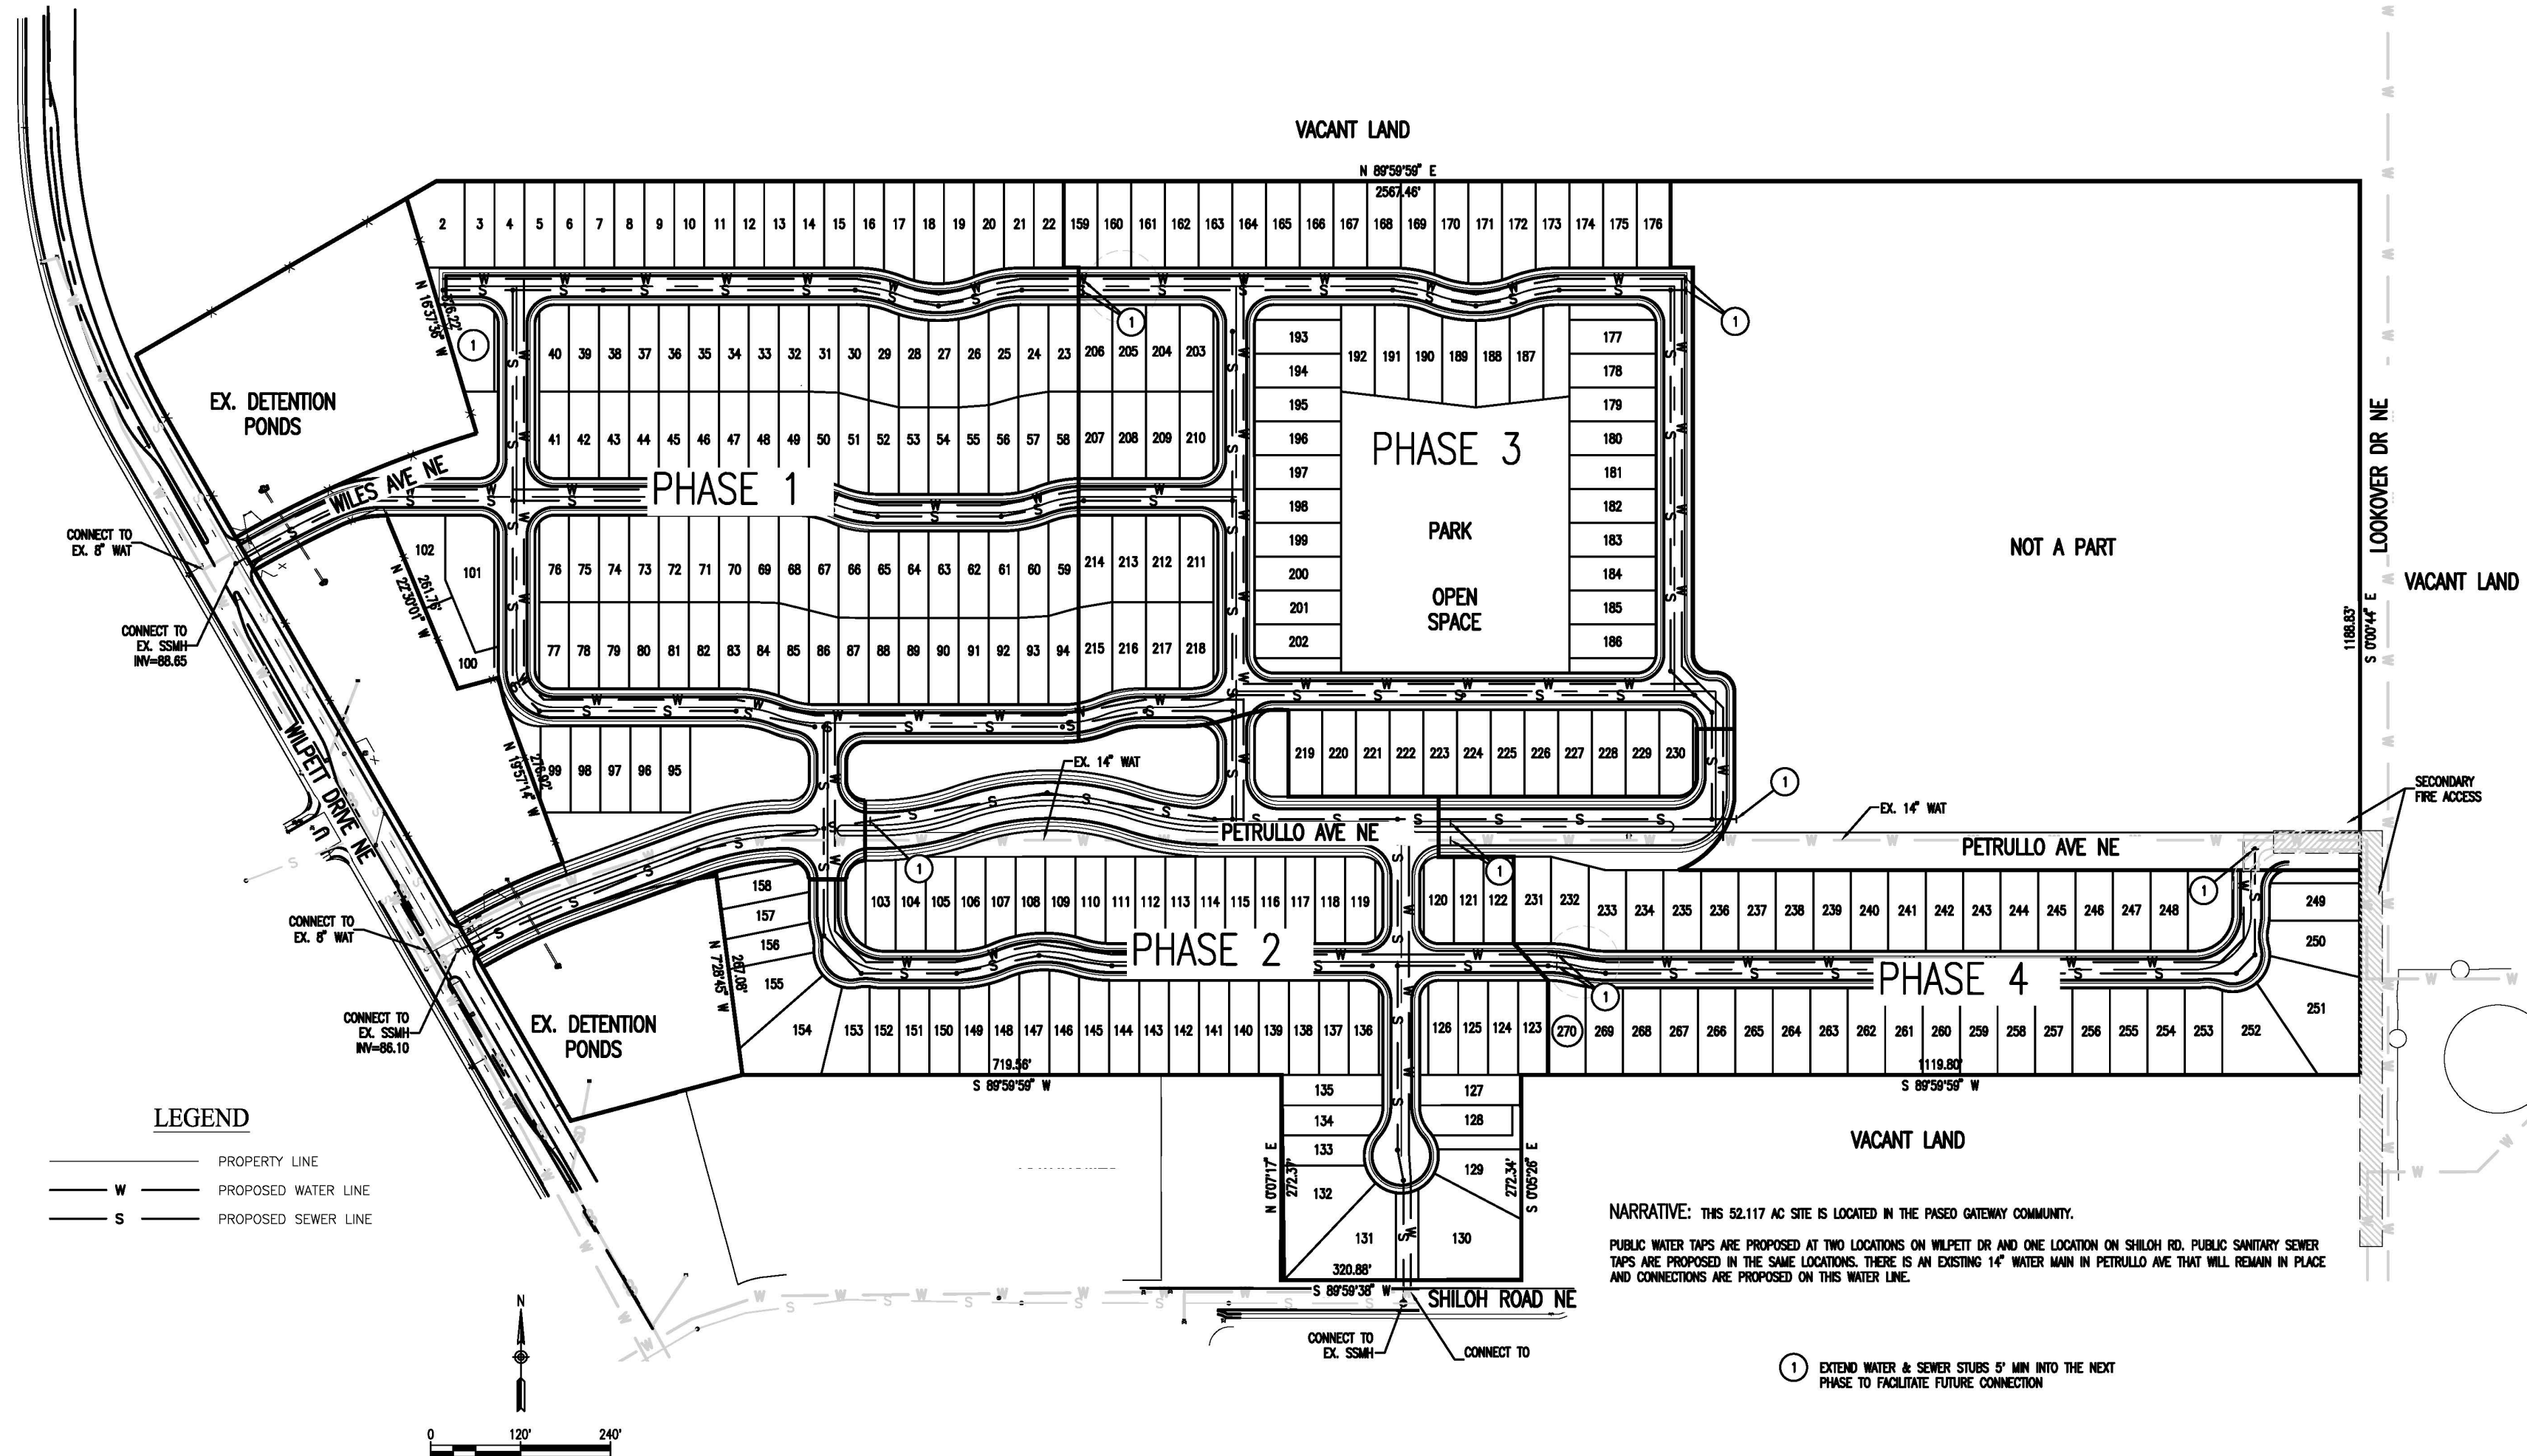 VACANT LAND
N 89°59'59" E
2567.46'
2 3 4 5 6 7 8 9 10 11 12 13 14 15 16 17 18 19 20 21 22 159 160 161 162 163 164 165 166 167 168 169 170 171 172 173 174 175 176
N 15°37'36" W
1
1
1
40 39 38 37 36 35 34 33 32 31 30 29 28 27 26 25 24 23 206 205 204 203
193
194
195
196
197
198
199
200
201
202
192 191 190 189 188 187
177
178
179
180
181
182
183
184
185
186
EX. DETENTION
PONDS
41 42 43 44 45 46 47 48 49 50 51 52 53 54 55 56 57 58 207 208 209 210
PHASE 1
PHASE 3
PARK
OPEN
SPACE
NOT A PART
LOOKOVER DR NE
VACANT LAND
1188.83'
S 0°00'44" E
WILES AVE NE
CONNECT TO
EX. 8" WAT
102
101
100
261.76'
N 22°30'01" W
76 75 74 73 72 71 70 69 68 67 66 65 64 63 62 61 60 59 214 213 212 211
CONNECT TO
EX. SSMH
INV=88.65
77 78 79 80 81 82 83 84 85 86 87 88 89 90 91 92 93 94 215 216 217 218
WILPETT DRIVE NE
276.92'
N 19°57'14" W
99 98 97 96 95
EX. 14" WAT
219 220 221 222 223 224 225 226 227 228 229 230
1
EX. 14" WAT
SECONDARY
FIRE ACCESS
PETRULLO AVE NE
PETRULLO AVE NE
1
1
1
158
157
156
155
154
103 104 105 106 107 108 109 110 111 112 113 114 115 116 117 118 119
120 121 122 231 232 233 234 235 236 237 238 239 240 241 242 243 244 245 246 247 248
249
250
251
252
CONNECT TO
EX. 8" WAT
267.08'
N 7°28'45" W
PHASE 2
PHASE 4
1
CONNECT TO
EX. SSMH
INV=86.10
EX. DETENTION
PONDS
153 152 151 150 149 148 147 146 145 144 143 142 141 140 139 138 137 136
126 125 124 123 270 269 268 267 266 265 264 263 262 261 260 259 258 257 256 255 254 253
719.56'
S 89°59'59" W
1119.80'
S 89°59'59" W
135
134
133
132
131
127
128
129
130
N 0°07'17" E
272.37'
272.34'
S 0°05'26" E
VACANT LAND
LEGEND
PROPERTY LINE
W PROPOSED WATER LINE
S PROPOSED SEWER LINE
NARRATIVE: THIS 52.117 AC SITE IS LOCATED IN THE PASEO GATEWAY COMMUNITY.
PUBLIC WATER TAPS ARE PROPOSED AT TWO LOCATIONS ON WILPETT DR AND ONE LOCATION ON SHILOH RD. PUBLIC SANITARY SEWER
TAPS ARE PROPOSED IN THE SAME LOCATIONS. THERE IS AN EXISTING 14" WATER MAIN IN PETRULLO AVE THAT WILL REMAIN IN PLACE
AND CONNECTIONS ARE PROPOSED ON THIS WATER LINE.
320.88'
S 89°59'38" W
SHILOH ROAD NE
CONNECT TO
EX. SSMH
CONNECT TO
1 EXTEND WATER & SEWER STUBS 5' MIN INTO THE NEXT
PHASE TO FACILITATE FUTURE CONNECTION
N
0 120' 240'